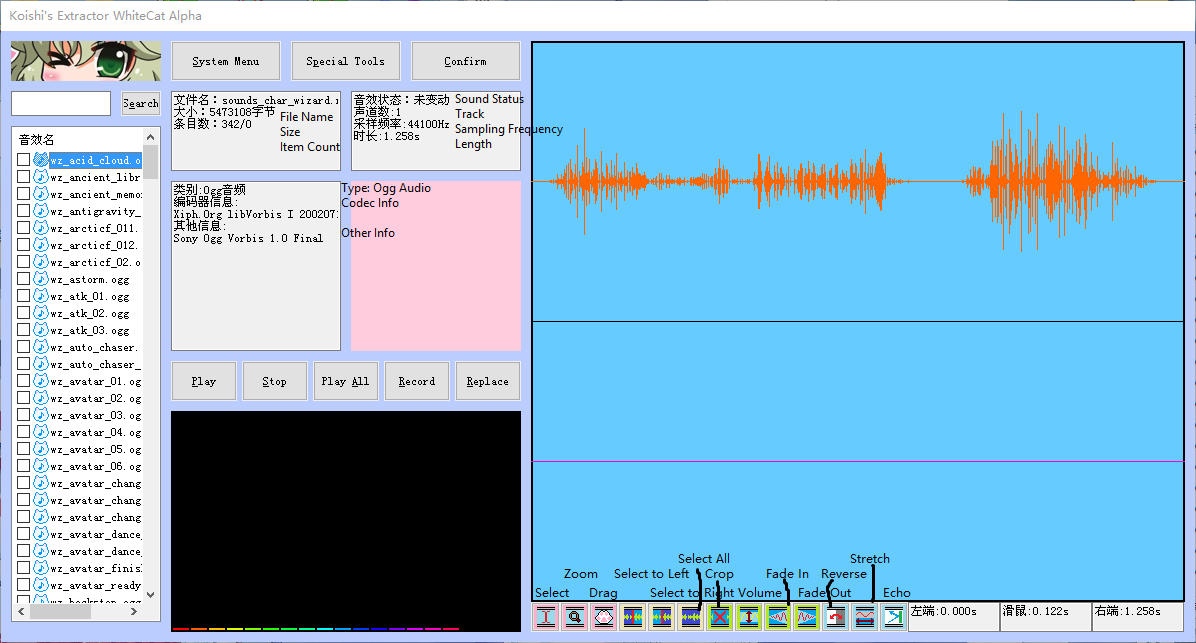 Koishi's Extractor WhiteCat Alpha
System Menu
Special Tools
Confirm
Search
文件名：sounds_char_wizard.
大小：5473108字节
条目数：342/0
File Name
Size
Item Count
音效状态：未变动
声道数:1
采样频率:44100Hz
时长:1.258s
Sound Status
Track
Sampling Frequency
Length
音效名
wz_acid_cloud.o
wz_ancient_libr
wz_ancient_memo
wz_antigravity_
wz_arcticf_011.
wz_arcticf_012.
wz_arcticf_02.o
wz_astorm.ogg
wz_atk_01.ogg
wz_atk_02.ogg
wz_atk_03.ogg
wz_auto_chaser.
wz_auto_chaser_
wz_avatar_01.og
wz_avatar_02.og
wz_avatar_03.og
wz_avatar_04.og
wz_avatar_05.og
wz_avatar_06.og
wz_avatar_chang
wz_avatar_chang
wz_avatar_chang
wz_avatar_dance_
wz_avatar_dance_
wz_avatar_finis
wz_avatar_ready
类别:Ogg音频
编码器信息:
Xiph.Org libVorbis I 200207
其他信息:
Sony Ogg Vorbis 1.0 Final
Type: Ogg Audio
Codec Info
Other Info
Play
Stop
Play All
Record
Replace
Select All
Stretch
Zoom
Select to Left
Crop
Fade In
Reverse
Select
Drag
Select to Right
Volume
Fade Out
Echo
左端:0.000s
滑鼠:0.122s
右端:1.258s